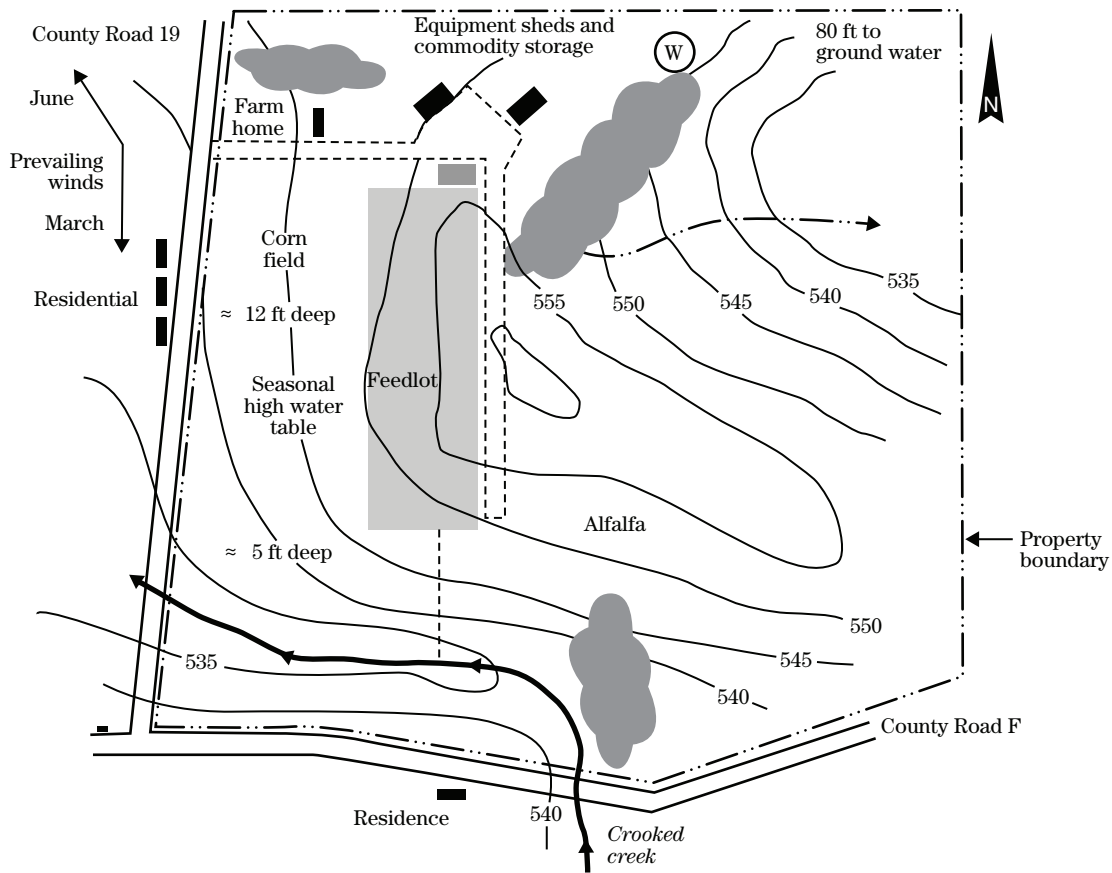 County Road 19
Equipment sheds and
commodity storage
W
80 ft to
ground water
June
Farm
home
N
Prevailing
winds
March
Corn
field
Residential
≈ 12 ft deep
555
550
545
540
535
Seasonal
high water
table
Feedlot
Alfalfa
Property
boundary
≈ 5 ft deep
550
545
535
540
County Road F
Residence
540
Crooked
creek